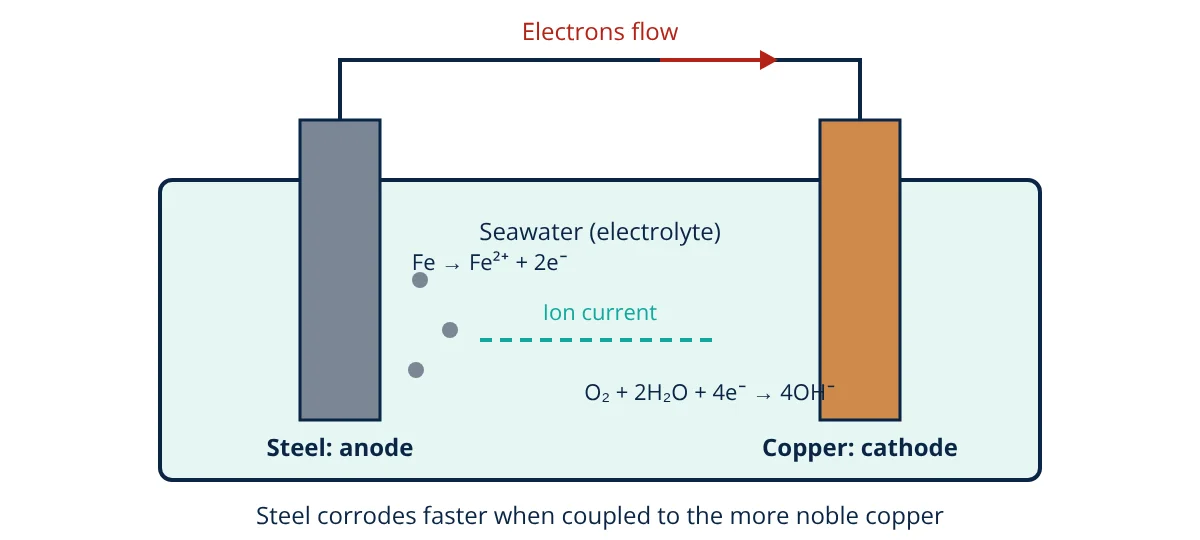 Electrons flow
Seawater (electrolyte)
Fe → Fe²⁺ + 2e⁻
Ion current
O₂ + 2H₂O + 4e⁻ → 4OH⁻
Steel: anode
Copper: cathode
Steel corrodes faster when coupled to the more noble copper